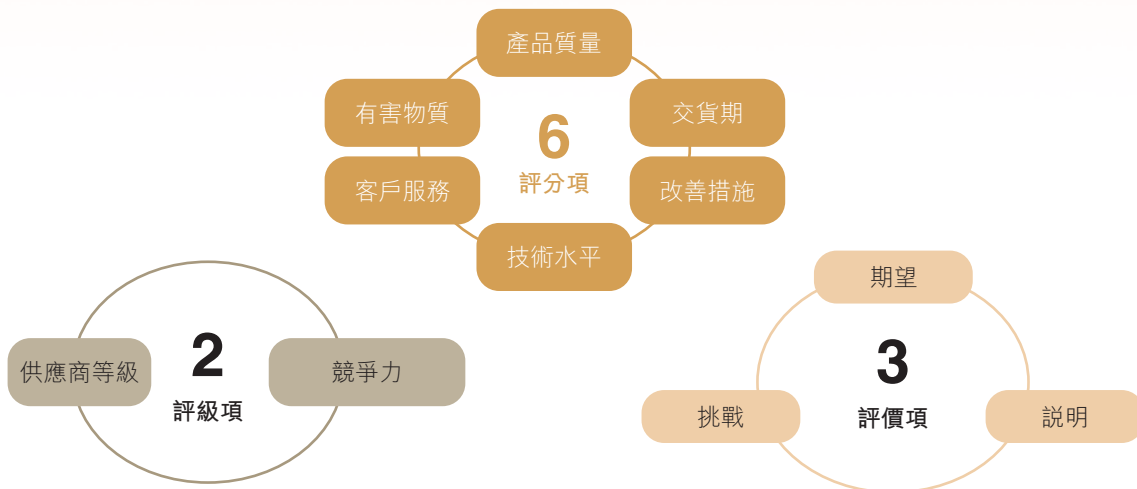 產品質量
有害物質
交貨期
6
評分項
客戶服務
改善措施
技術水平
供應商等級
2
評級項
競爭力
期望
3
評價項
挑戰
説明